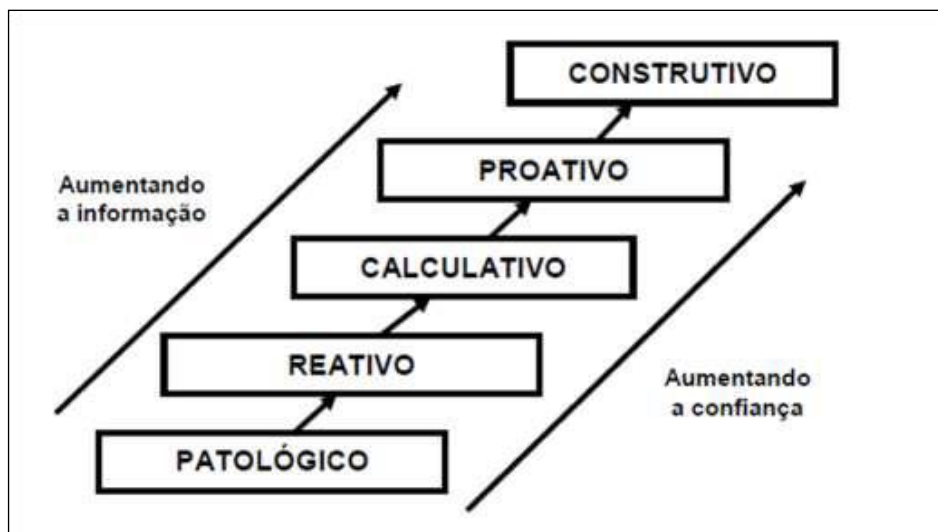 CONSTRUTIVO
PROATIVO
Aumentando
a informação
CALCULATIVO
REATIVO
Aumentando
a confiança
PATOLÓGICO